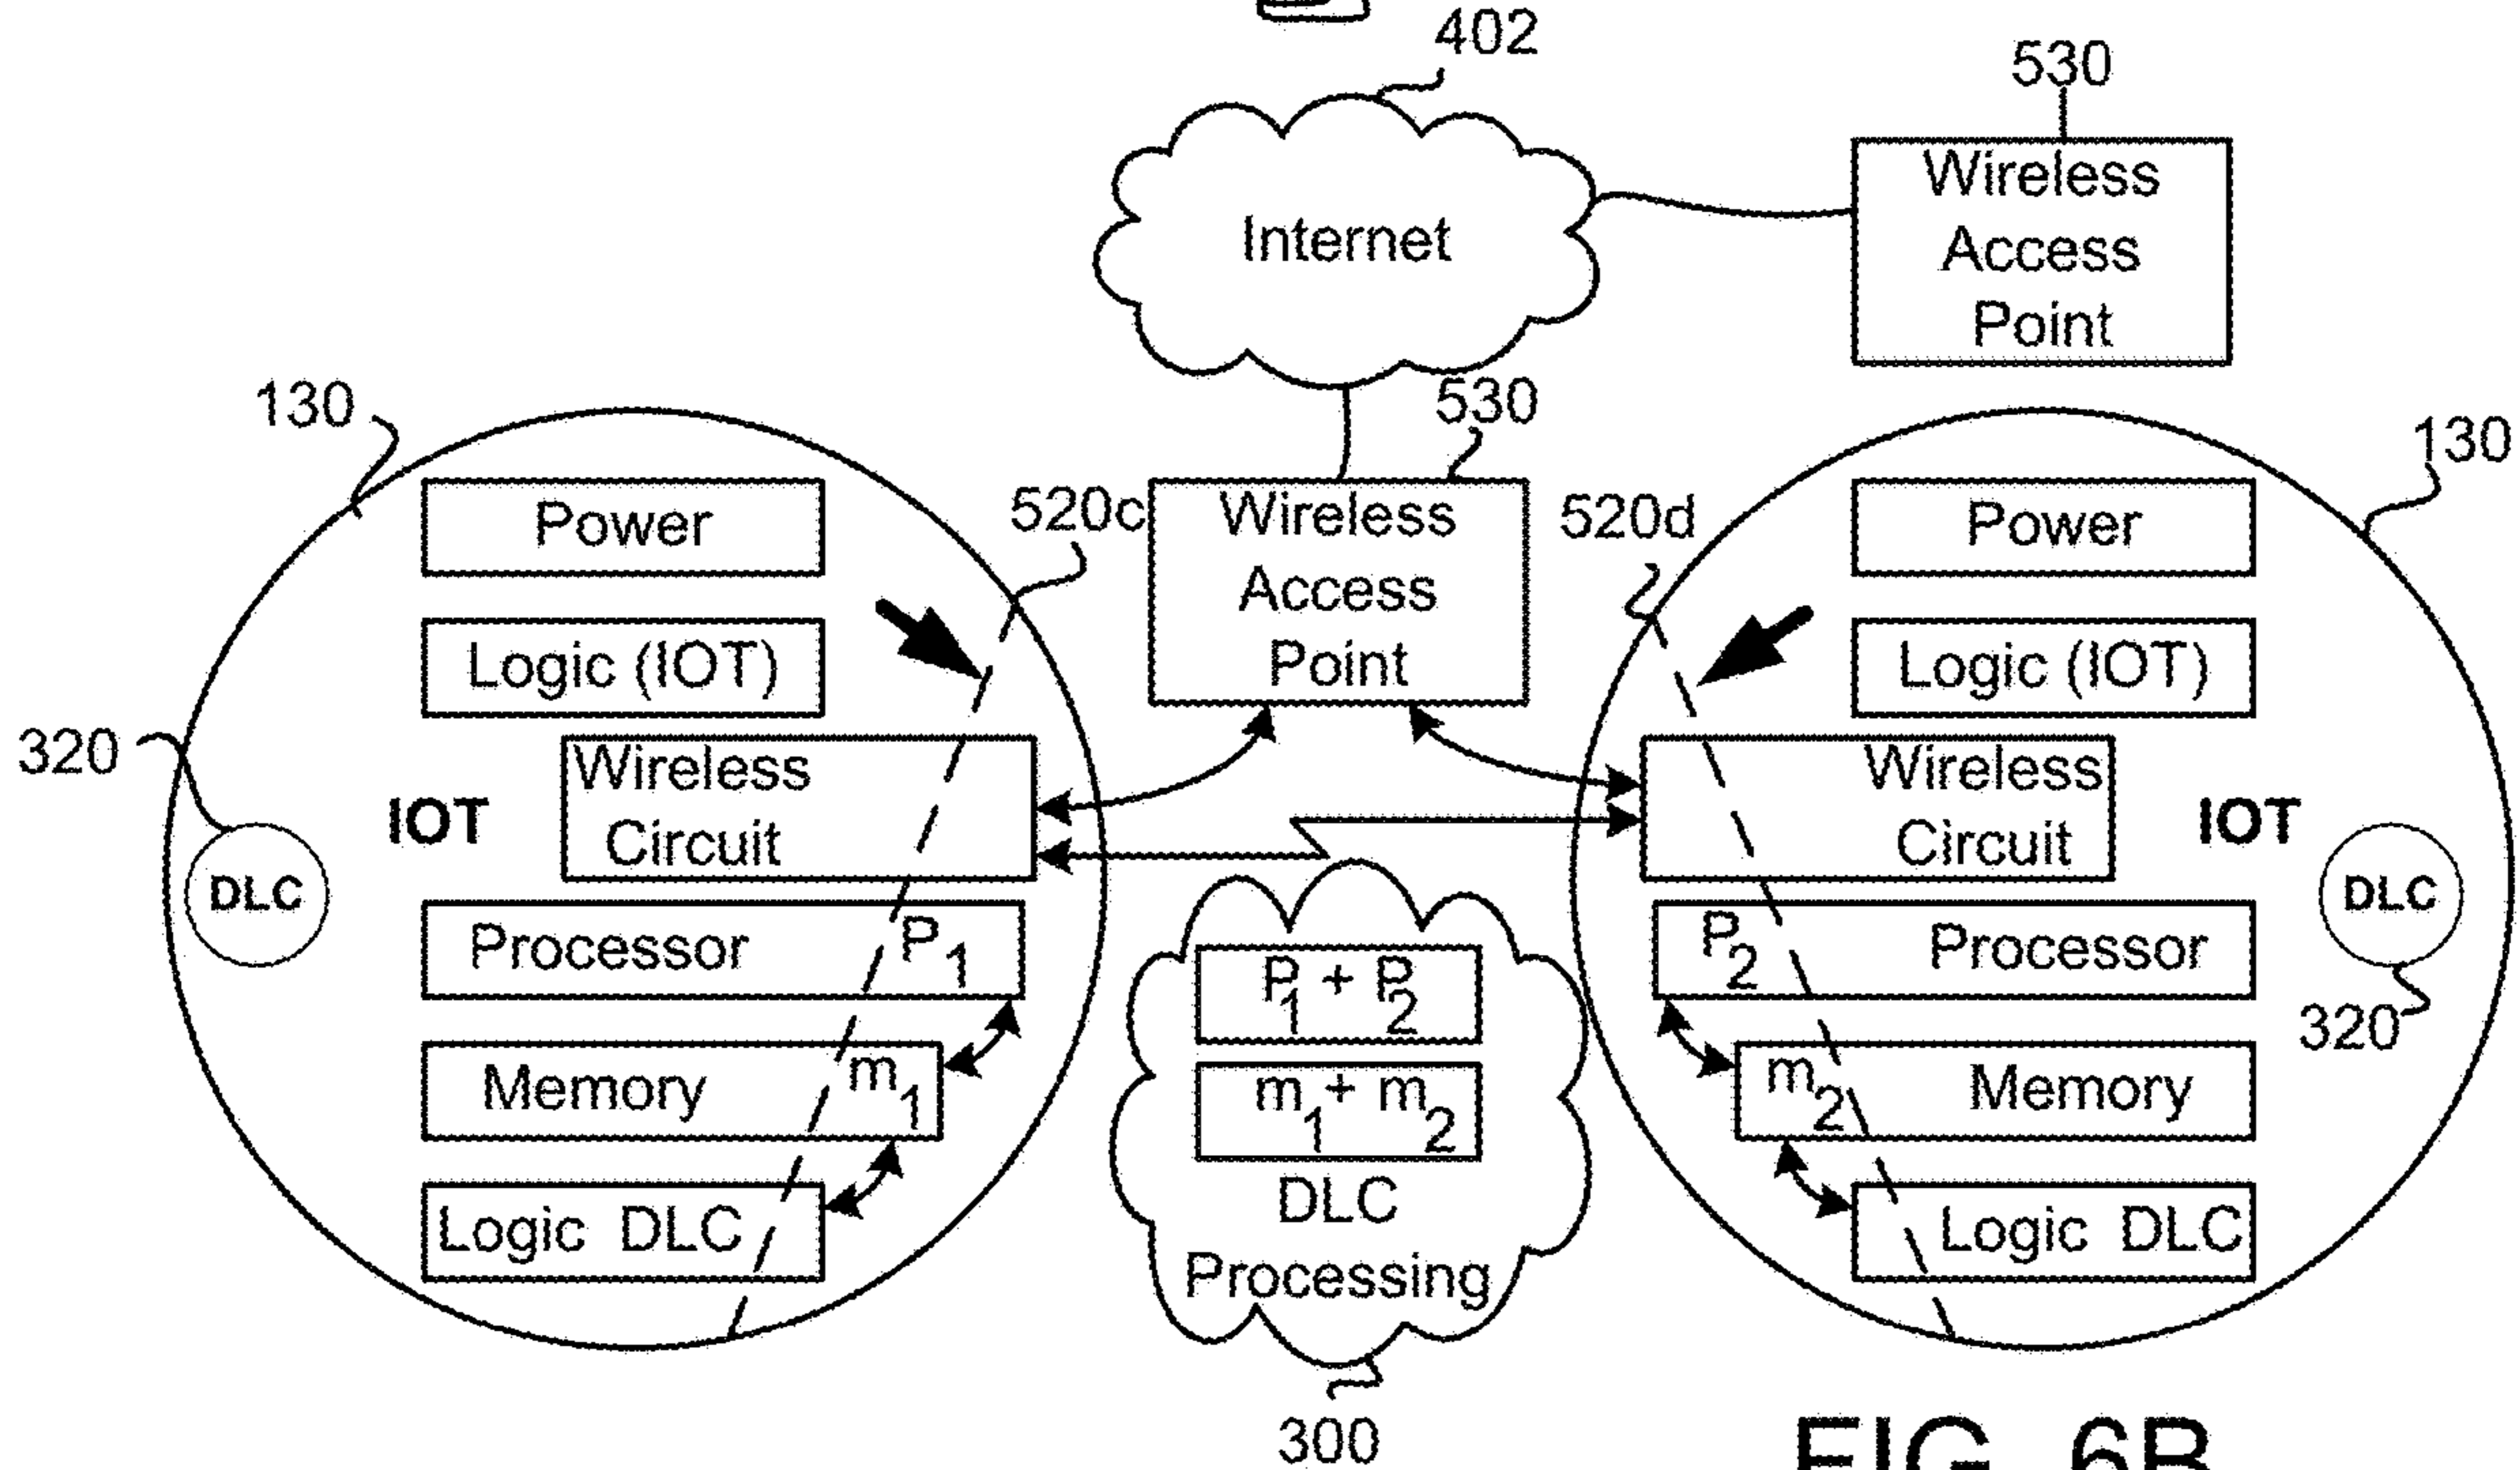 402
530
Internet
Wireless
Access
Point
130
530
130
520c
Wireless
Access
Point
520d
Power
Logic (IOT)
Wireless
Circuit
IOT
320
DLC
Processor P1
Memory m1
Logic DLC
P1 + P2
m1 + m2
DLC
Processing
300
Power
Logic (IOT)
Wireless
Circuit
IOT
DLC
320
P2 Processor
m2 Memory
Logic DLC
FIG. 6B